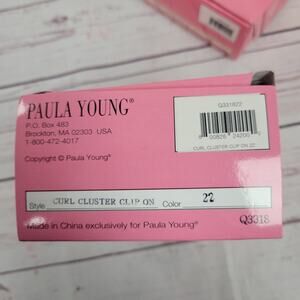 PAULA YOUNG®
P.O. Box 483
Brockton, MA 02303 USA
1-800-472-4017
Copyright © Paula Young®
Q331822
CURL CLUSTER CLIP ON 22
Style CURL CLUSTER CLIP ON Color 22
Made in China exclusively for Paula Young®
Q3318